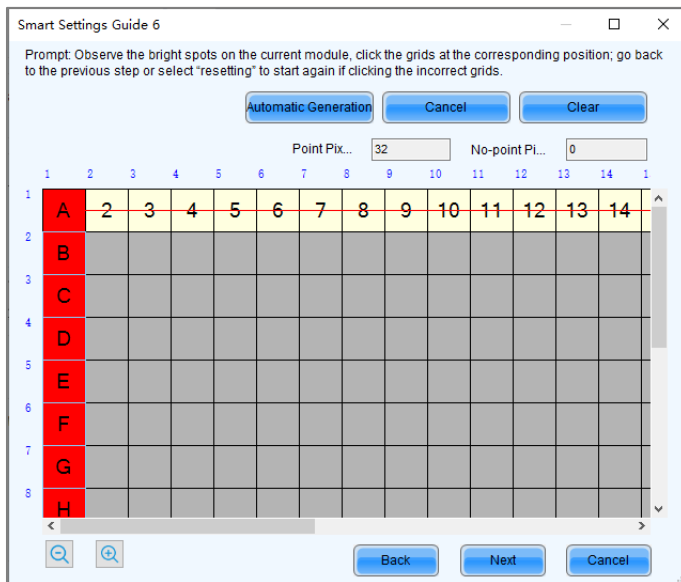 Smart Settings Guide 6
Prompt: Observe the bright spots on the current module, click the grids at the corresponding position; go back
to the previous step or select “resetting” to start again if clicking the incorrect grids.
Automatic Generation Cancel Clear
Point Pix... 32 No-point Pi... 0
1 2 3 4 5 6 7 8 9 10 11 12 13 14 1
1 A 2 3 4 5 6 7 8 9 10 11 12 13 14
2 B
3 C
4 D
5 E
6 F
7 G
8 H
Back Next Cancel